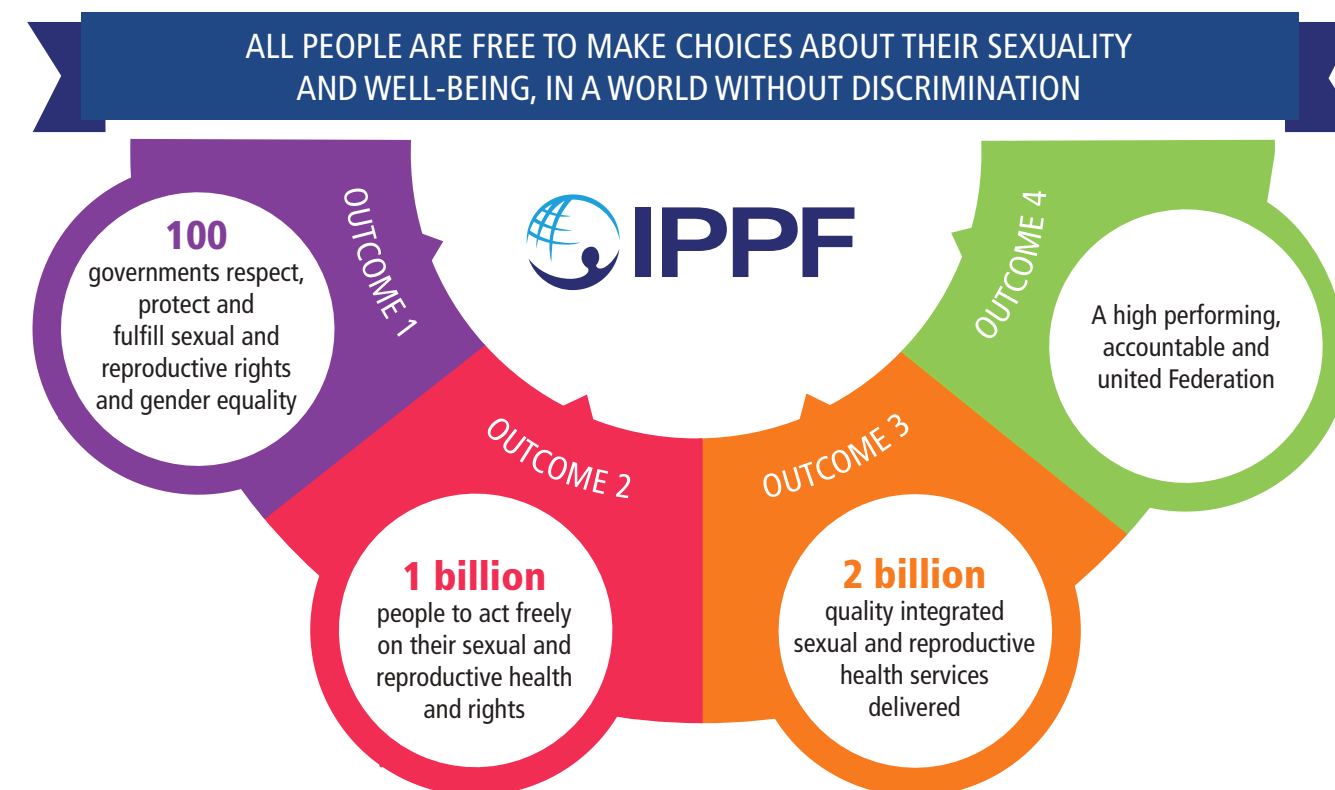 ALL PEOPLE ARE FREE TO MAKE CHOICES ABOUT THEIR SEXUALITY
AND WELL-BEING, IN A WORLD WITHOUT DISCRIMINATION
IPPF
OUTCOME 1
100
governments respect,
protect and
fulfill sexual and
reproductive rights
and gender equality
OUTCOME 2
1 billion
people to act freely
on their sexual and
reproductive health
and rights
OUTCOME 3
2 billion
quality integrated
sexual and reproductive
health services
delivered
OUTCOME 4
A high performing,
accountable and
united Federation